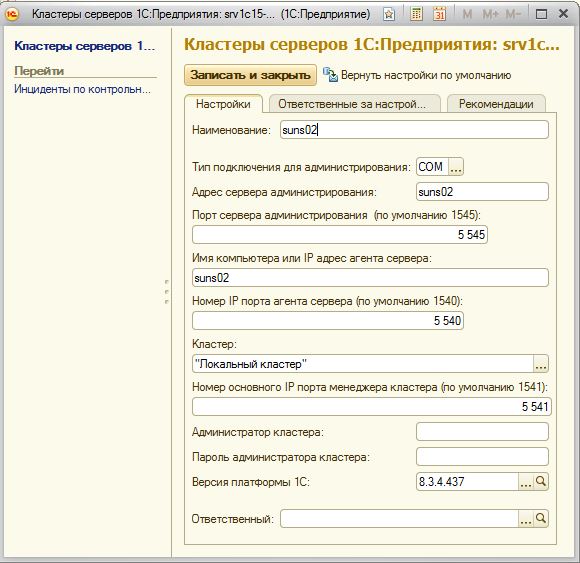 Кластеры серверов 1С:Предприятия: srv1c15-... (1С:Предприятие)
M M+ M-
Кластеры серверов 1...
Перейти
Инциденты по контрольн...
Кластеры серверов 1С:Предприятия: srv1c...
Записать и закрыть Вернуть настройки по умолчанию
Настройки Ответственные за настрой... Рекомендации
Наименование: suns02
Тип подключения для администрирования: COM ...
Адрес сервера администрирования: suns02
Порт сервера администрирования (по умолчанию 1545):
5 545
Имя компьютера или IP адрес агента сервера:
suns02
Номер IP порта агента сервера (по умолчанию 1540):
5 540
Кластер:
"Локальный кластер" ...
Номер основного IP порта менеджера кластера (по умолчанию 1541):
5 541
Администратор кластера:
Пароль администратора кластера:
Версия платформы 1С: 8.3.4.437 ...
Ответственный: ...